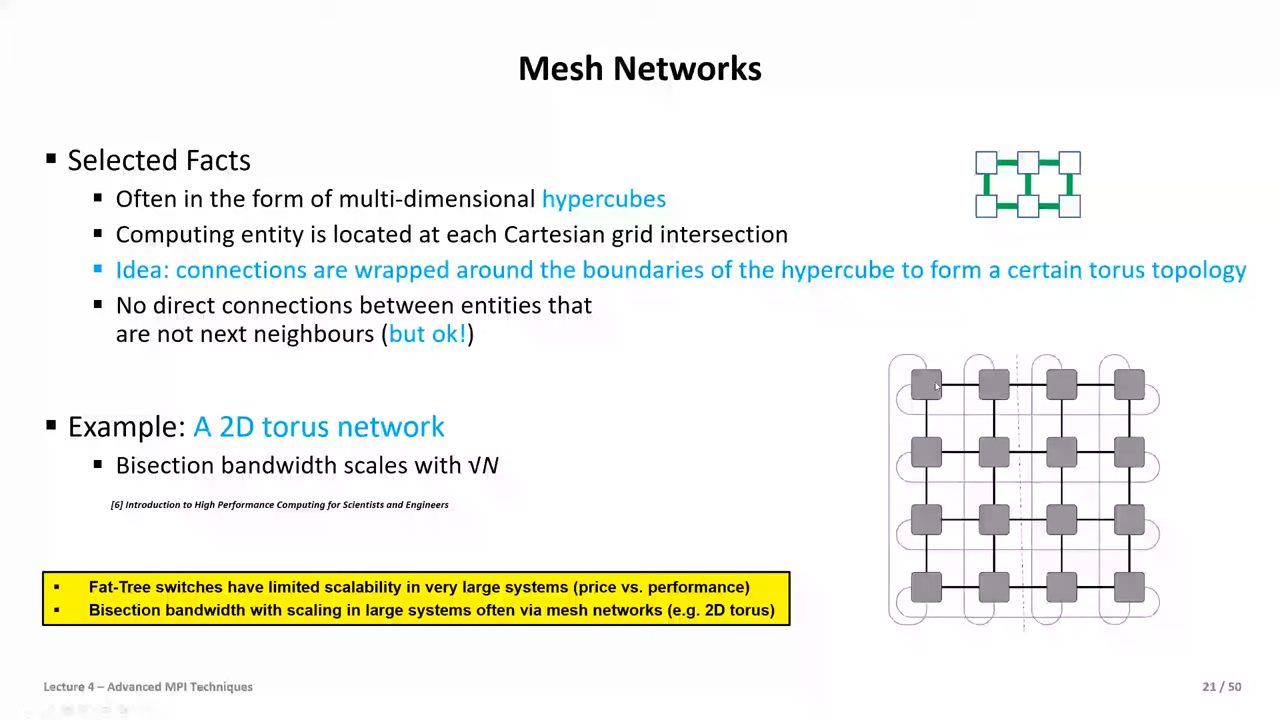 Mesh Networks
▪ Selected Facts
▪ Often in the form of multi-dimensional hypercubes
▪ Computing entity is located at each Cartesian grid intersection
▪ Idea: connections are wrapped around the boundaries of the hypercube to form a certain torus topology
▪ No direct connections between entities that
are not next neighbours (but ok!)
▪ Example: A 2D torus network
▪ Bisection bandwidth scales with √N
[6] Introduction to High Performance Computing for Scientists and Engineers
▪ Fat-Tree switches have limited scalability in very large systems (price vs. performance)
▪ Bisection bandwidth with scaling in large systems often via mesh networks (e.g. 2D torus)
Lecture 4 – Advanced MPI Techniques
21 / 50